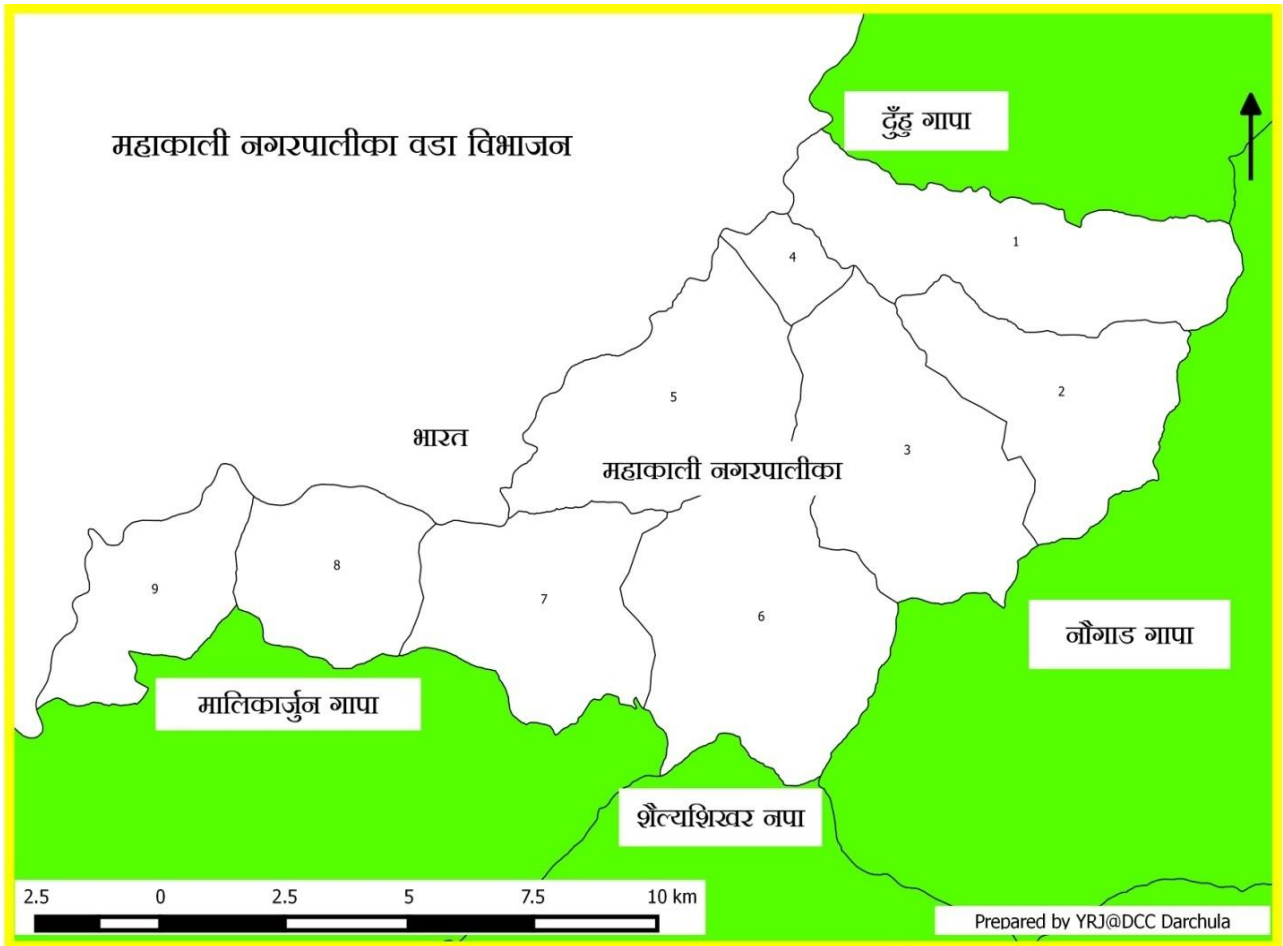 महाकाली नगरपालीका वडा विभाजन
दुँहु गापा
1
4
2
5
3
भारत
महाकाली नगरपालीका
8
9
7
6
नौगाड गापा
मालिकार्जुन गापा
शैल्यशिखर नपा
2.5 0 2.5 5 7.5 10 km
Prepared by YRJ@DCC Darchula